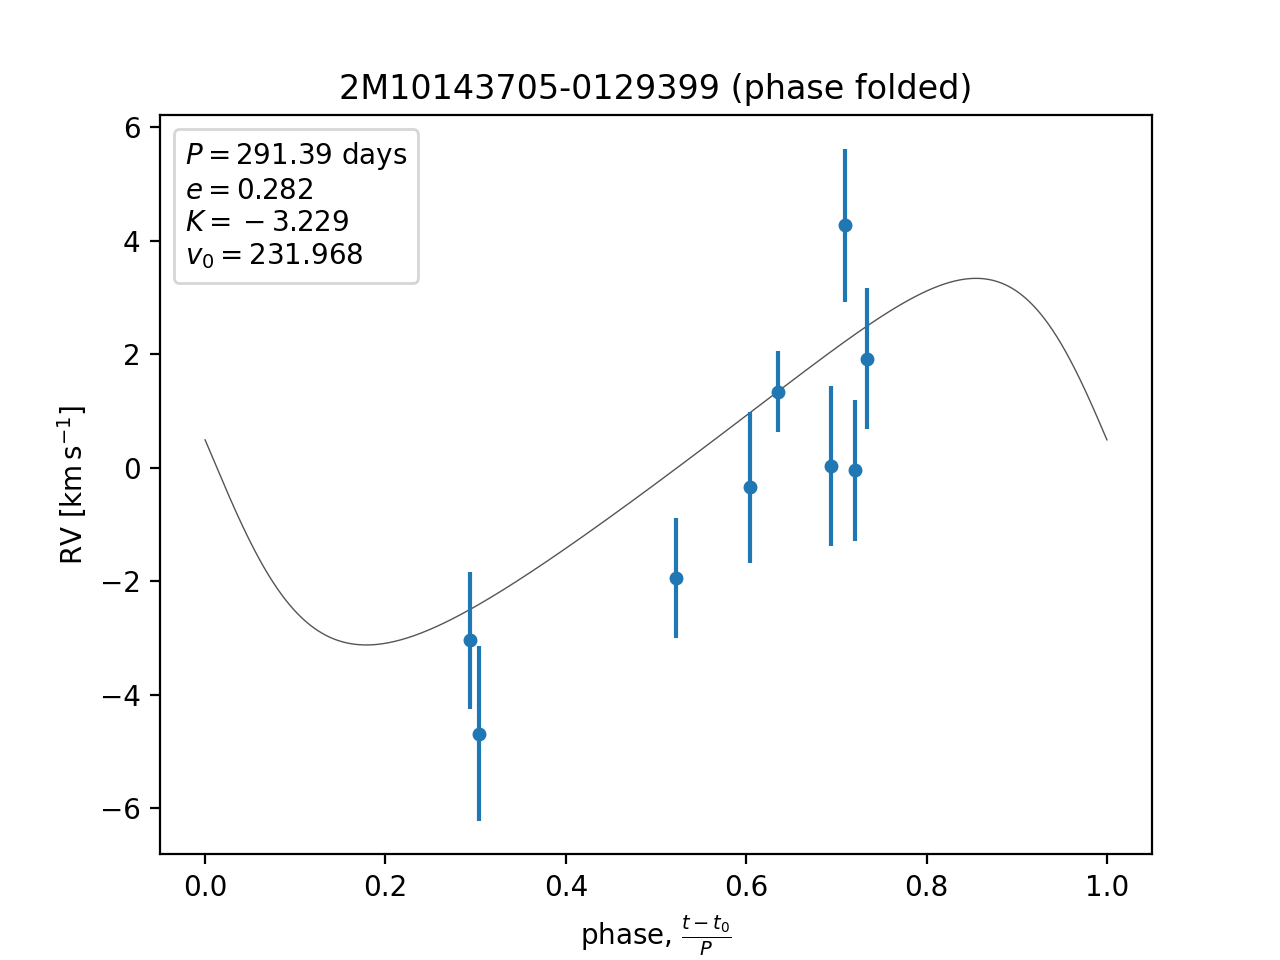 2M10143705-0129399 (phase folded)
P = 291.39 days
e = 0.282
K = −3.229
v₀ = 231.968
6
4
2
0
−2
−4
−6
RV [km s⁻¹]
0.0 0.2 0.4 0.6 0.8 1.0
phase, (t − t₀)/P